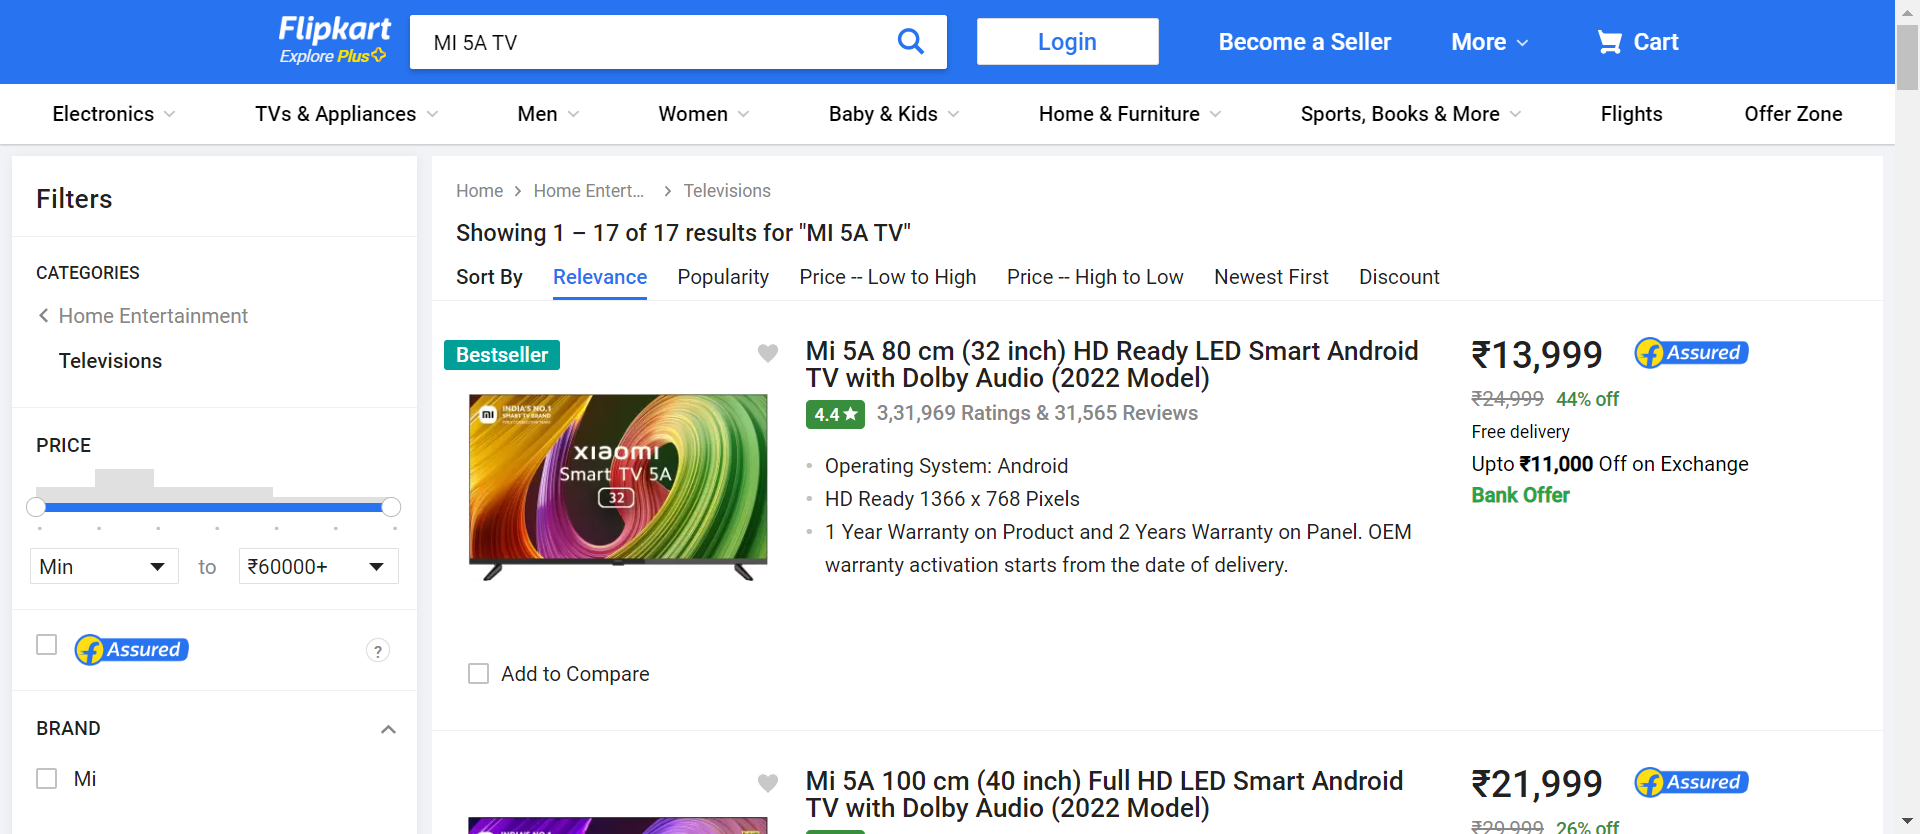 Flipkart
Explore Plus
MI 5A TV
Login
Become a Seller
More
Cart
Electronics
TVs & Appliances
Men
Women
Baby & Kids
Home & Furniture
Sports, Books & More
Flights
Offer Zone
Filters
CATEGORIES
Home Entertainment
Televisions
PRICE
Min
to
₹60000+
Assured
?
BRAND
Mi
Home
Home Entert...
Televisions
Showing 1 – 17 of 17 results for "MI 5A TV"
Sort By
Relevance
Popularity
Price -- Low to High
Price -- High to Low
Newest First
Discount
Bestseller
mi
INDIA'S NO.1
SMART TV BRAND
xiaomi
Smart TV 5A
32
Add to Compare
Mi 5A 80 cm (32 inch) HD Ready LED Smart Android
TV with Dolby Audio (2022 Model)
4.4
3,31,969 Ratings & 31,565 Reviews
Operating System: Android
HD Ready 1366 x 768 Pixels
1 Year Warranty on Product and 2 Years Warranty on Panel. OEM
warranty activation starts from the date of delivery.
₹13,999
Assured
₹24,999 44% off
Free delivery
Upto ₹11,000 Off on Exchange
Bank Offer
INDIA'S NO.1
Mi 5A 100 cm (40 inch) Full HD LED Smart Android
TV with Dolby Audio (2022 Model)
₹21,999
Assured
₹29,999 26% off